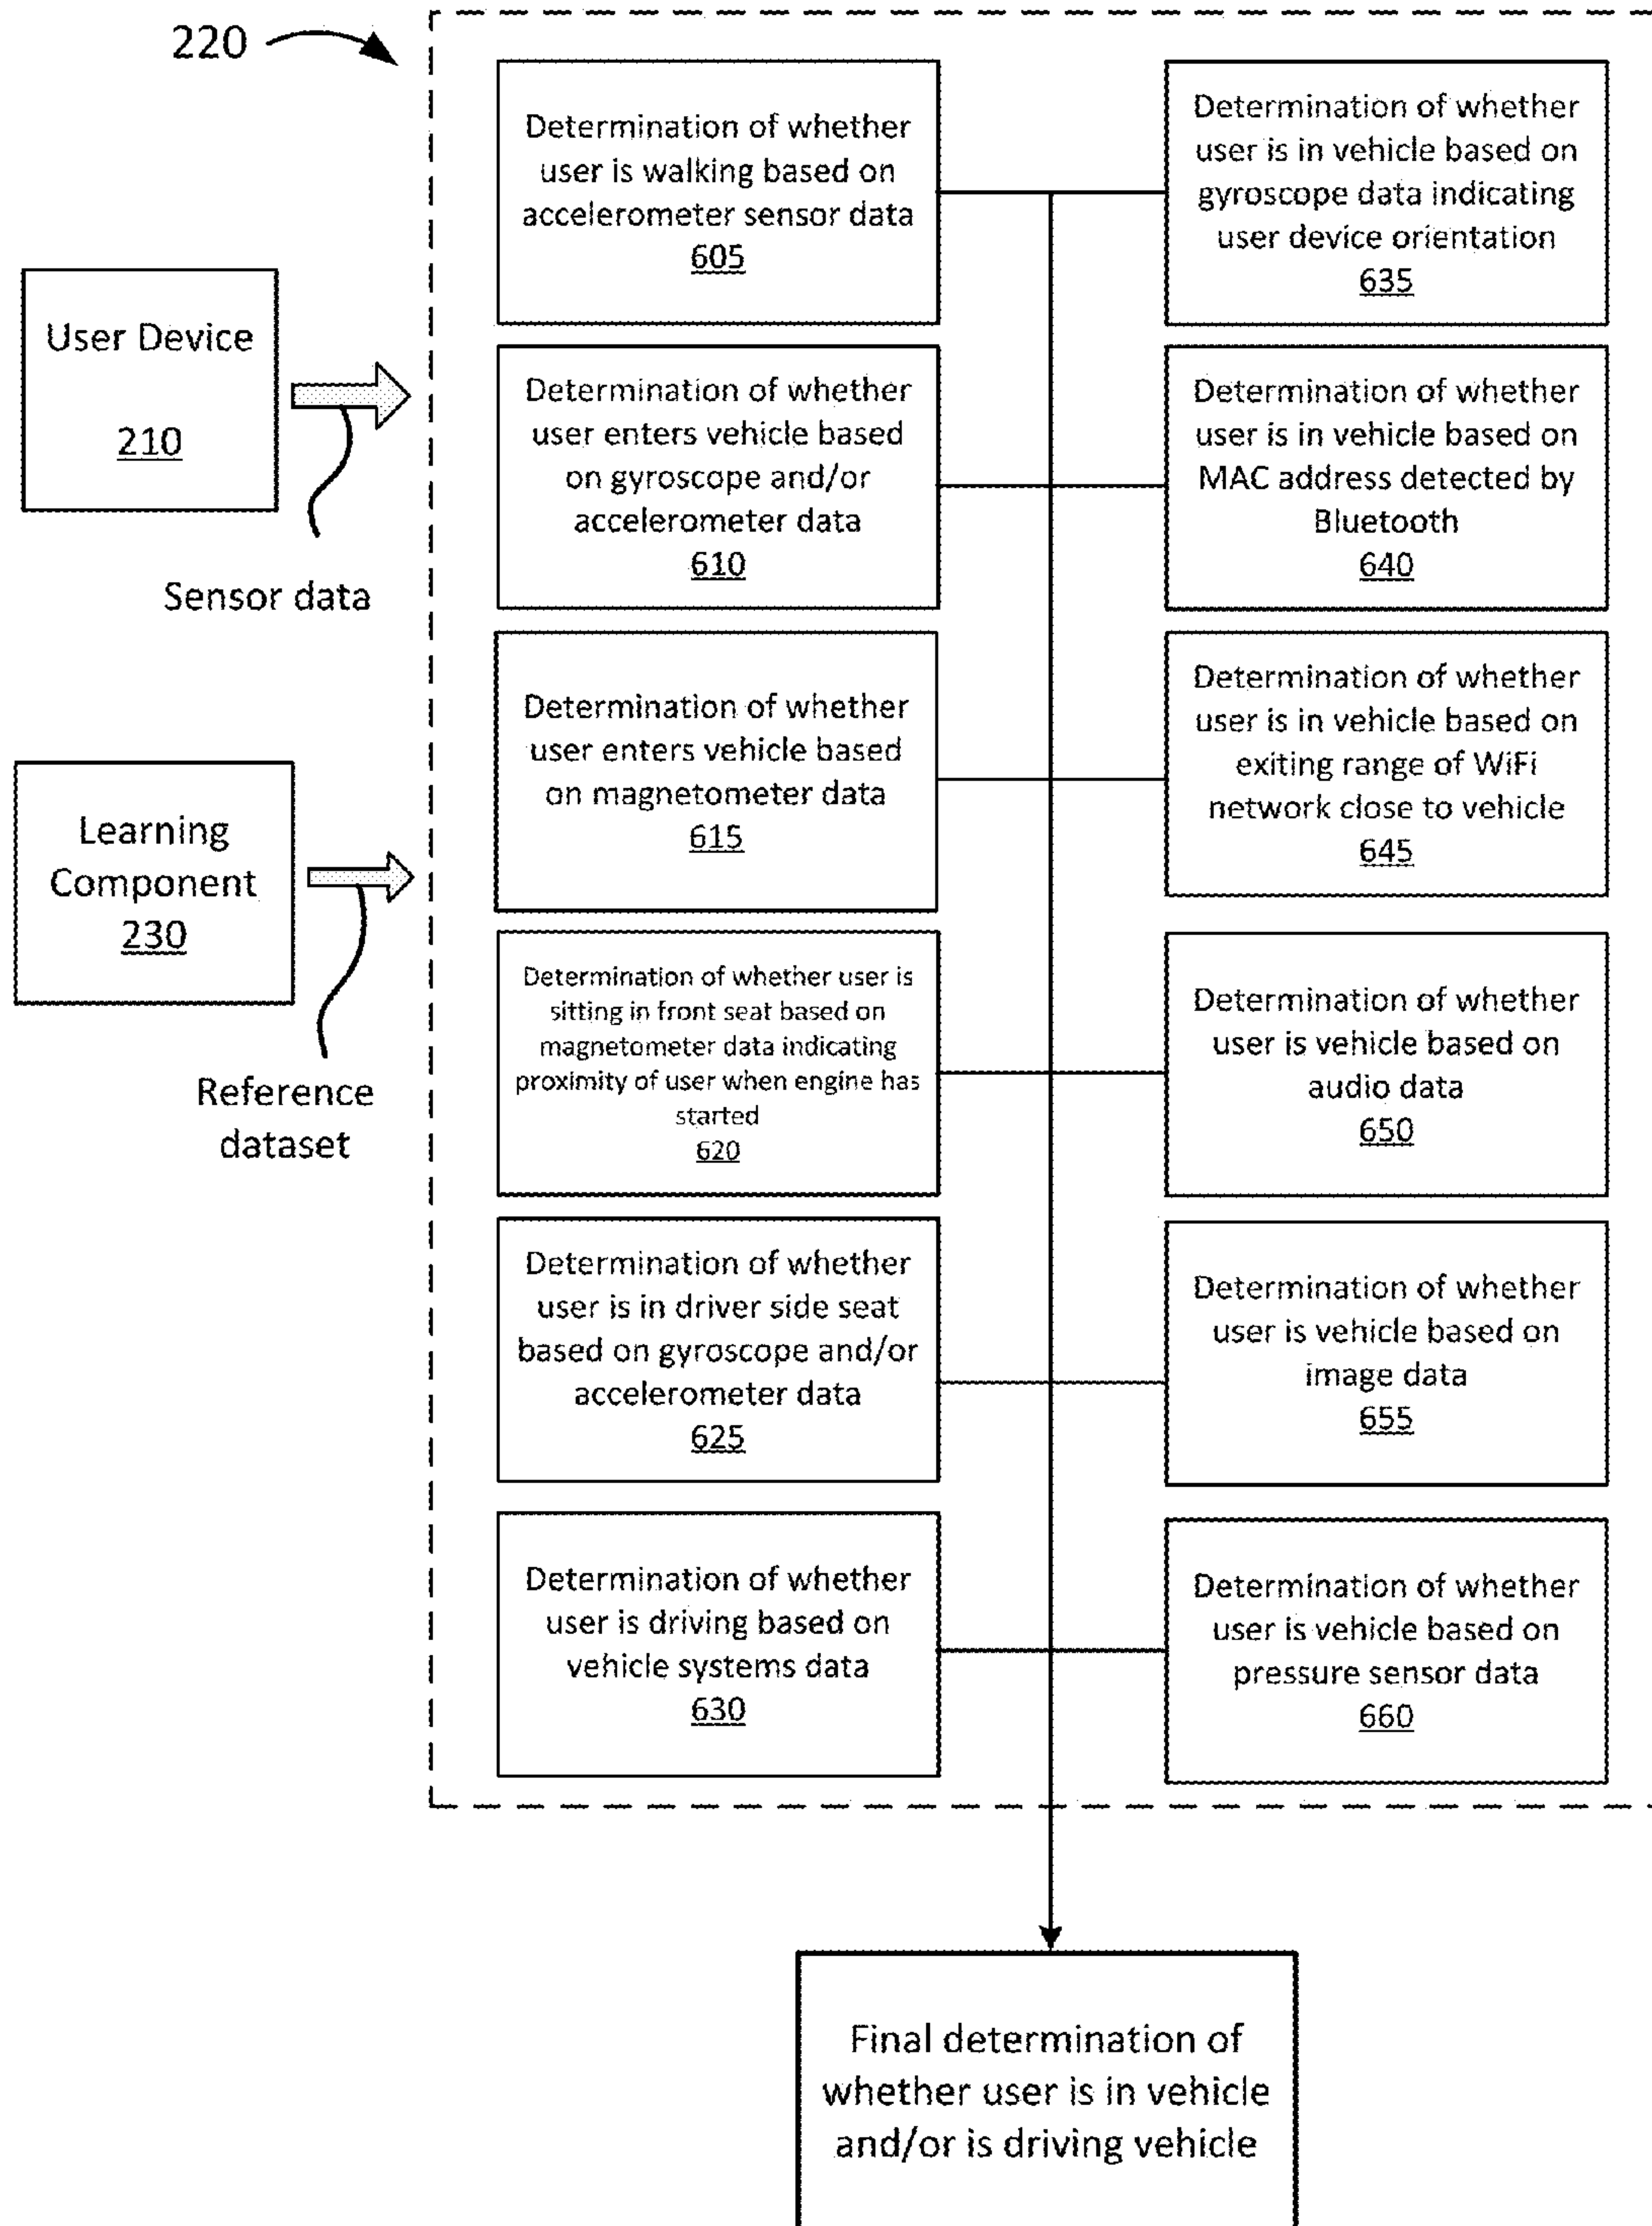 220
User Device
210
Sensor data
Learning
Component
230
Reference
dataset
Determination of whether
user is walking based on
accelerometer sensor data
605
Determination of whether
user enters vehicle based
on gyroscope and/or
accelerometer data
610
Determination of whether
user enters vehicle based
on magnetometer data
615
Determination of whether user is
sitting in front seat based on
magnetometer data indicating
proximity of user when engine has
started
620
Determination of whether
user is in driver side seat
based on gyroscope and/or
accelerometer data
625
Determination of whether
user is driving based on
vehicle systems data
630
Determination of whether
user is in vehicle based on
gyroscope data indicating
user device orientation
635
Determination of whether
user is in vehicle based on
MAC address detected by
Bluetooth
640
Determination of whether
user is in vehicle based on
exiting range of WiFi
network close to vehicle
645
Determination of whether
user is vehicle based on
audio data
650
Determination of whether
user is vehicle based on
image data
655
Determination of whether
user is vehicle based on
pressure sensor data
660
Final determination of
whether user is in vehicle
and/or is driving vehicle